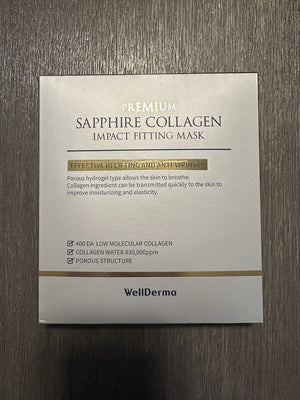 PREMIUM
SAPPHIRE COLLAGEN
IMPACT FITTING MASK
EFFECTIVE IN LIFTING AND ANTI WRINKLE
Porous hydrogel type allows the skin to breathe.
Collagen ingredient can be transmitted quickly to the skin to
improve moisturizing and elasticity.
400 DA LOW MOLECULAR COLLAGEN
COLLAGEN WATER 830,000ppm
POROUS STRUCTURE
WellDerma